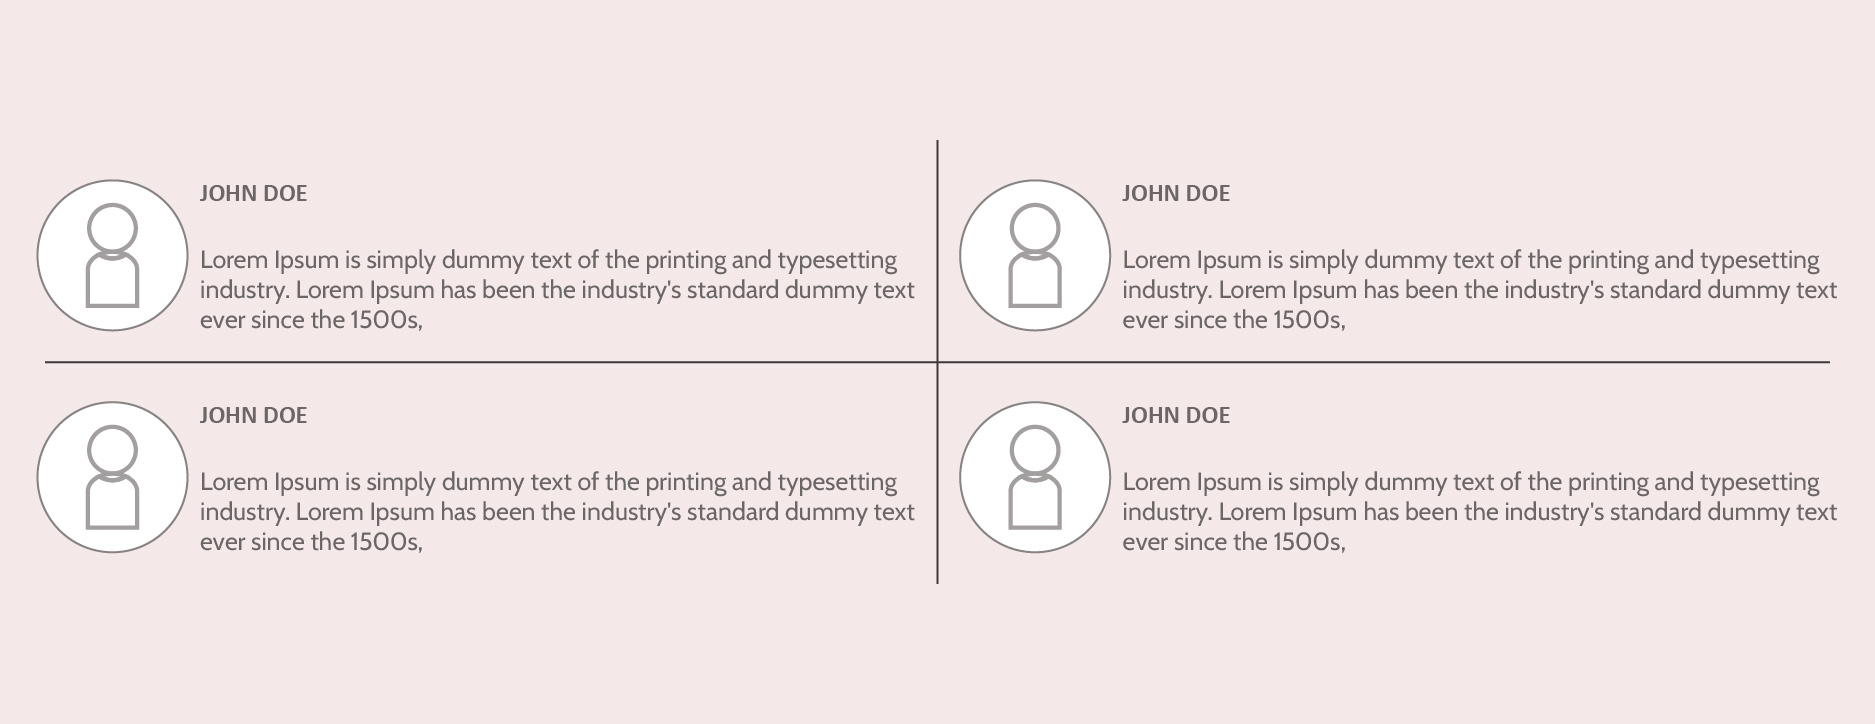 JOHN DOE
Lorem Ipsum is simply dummy text of the printing and typesetting
industry. Lorem Ipsum has been the industry's standard dummy text
ever since the 1500s,
JOHN DOE
Lorem Ipsum is simply dummy text of the printing and typesetting
industry. Lorem Ipsum has been the industry's standard dummy text
ever since the 1500s,
JOHN DOE
Lorem Ipsum is simply dummy text of the printing and typesetting
industry. Lorem Ipsum has been the industry's standard dummy text
ever since the 1500s,
JOHN DOE
Lorem Ipsum is simply dummy text of the printing and typesetting
industry. Lorem Ipsum has been the industry's standard dummy text
ever since the 1500s,